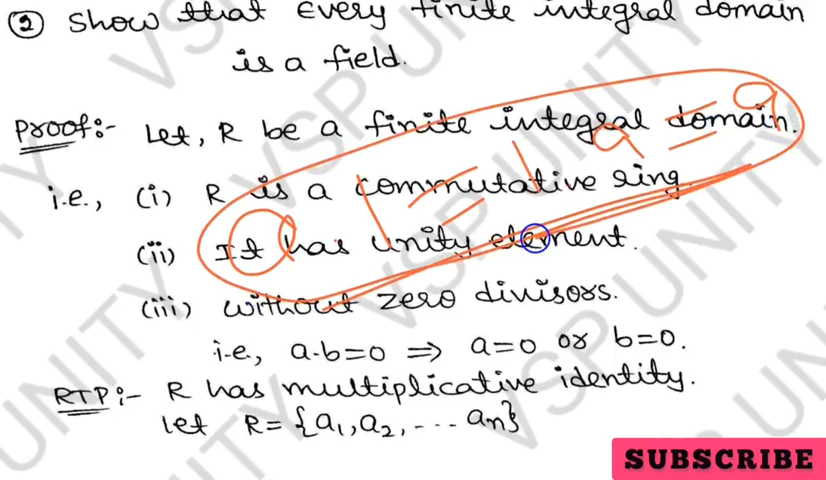 ② Show that every finite integral domain
is a field.
Proof:- Let, R be a finite integral domain.
i.e., (i) R is a commutative ring.
(ii) It has unity element.
(iii) without zero divisors.
i.e, a.b=0 ⇒ a=0 or b=0.
RTP:- R has multiplicative identity.
let R= {a₁, a₂, .... an}
SUBSCRIBE
VSP UNITY